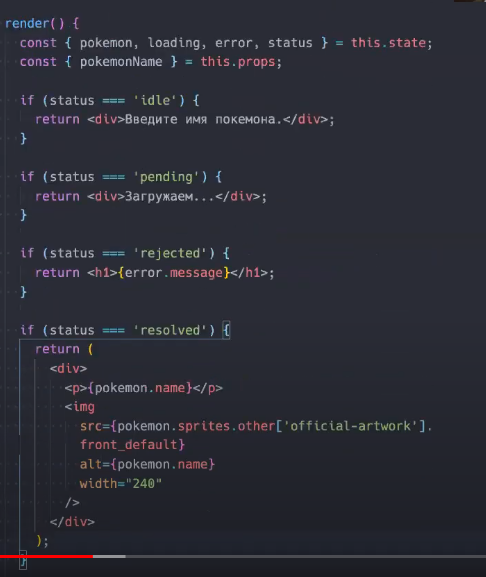 render() {
const { pokemon, loading, error, status } = this.state;
const { pokemonName } = this.props;
if (status === 'idle') {
return <div>Введите имя покемона.</div>;
}
if (status === 'pending') {
return <div>Загружаем...</div>;
}
if (status === 'rejected') {
return <h1>{error.message}</h1>;
}
if (status === 'resolved') {
return (
<div>
<p>{pokemon.name}</p>
<img
src={pokemon.sprites.other['official-artwork'].
front_default}
alt={pokemon.name}
width="240"
/>
</div>
);
}